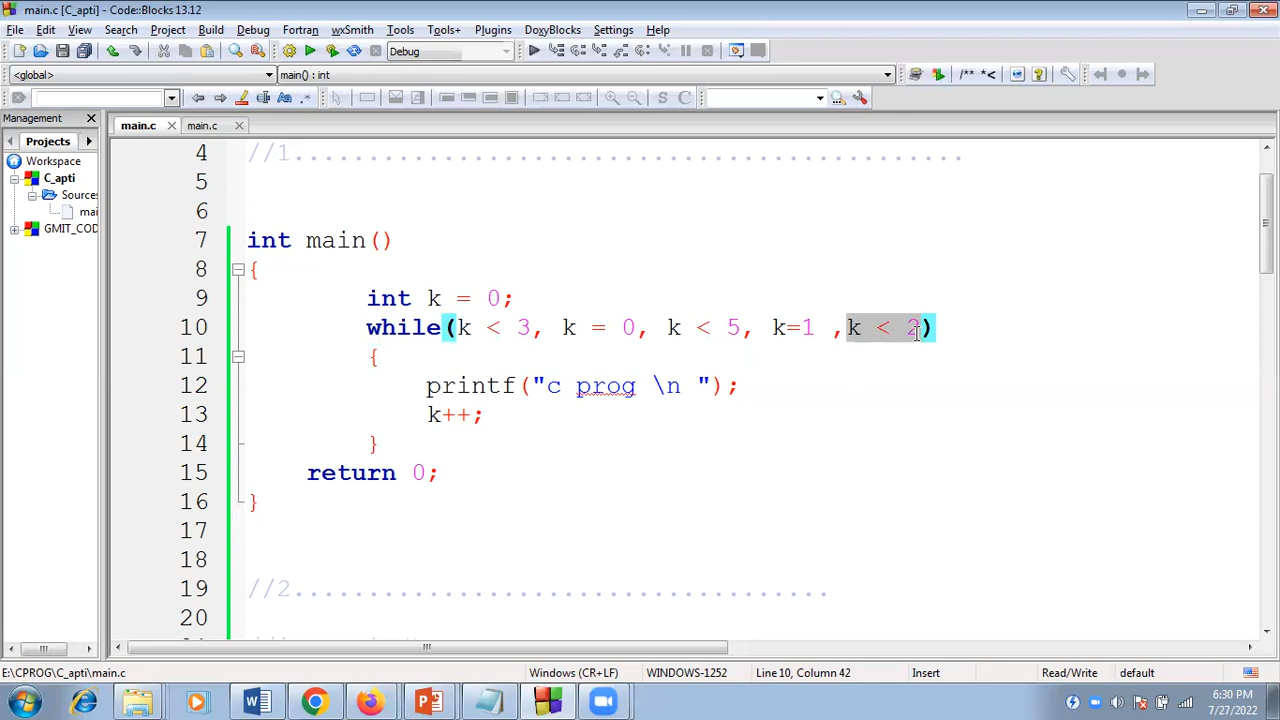 main.c [C_apti] - Code::Blocks 13.12
File Edit View Search Project Build Debug Fortran wxSmith Tools Tools+ Plugins DoxyBlocks Settings Help
Debug
<global> main() : int
/** *<
Management
main.c main.c
Projects
Workspace
C_apti
Sources
mai
GMIT_COD
4 //1.............................................
5
6
7 int main()
8 {
9 int k = 0;
10 while(k < 3, k = 0, k < 5, k=1 ,k < 2)
11 {
12 printf("c prog \n ");
13 k++;
14 }
15 return 0;
16 }
17
18
19 //2....................................
20
E:\CPROG\C_apti\main.c Windows (CR+LF) WINDOWS-1252 Line 10, Column 42 Insert Read/Write default
6:30 PM
7/27/2022